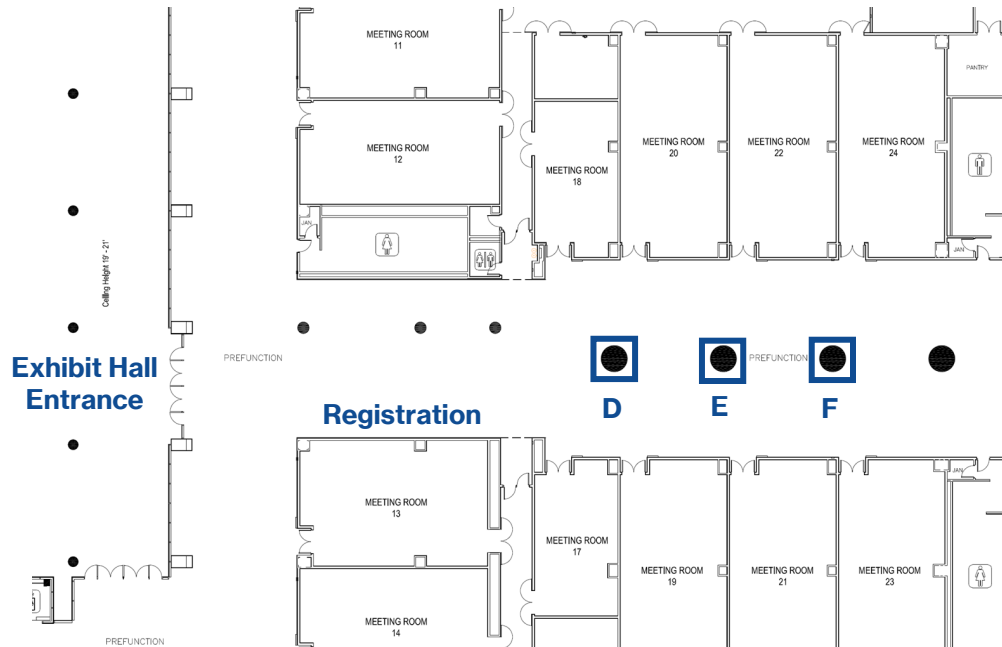 MEETING ROOM
11
MEETING ROOM
12
MEETING ROOM
18
MEETING ROOM
20
MEETING ROOM
22
MEETING ROOM
24
PANTRY
JAN
JAN
Ceiling Height 19' - 21'
PREFUNCTION
PREFUNCTION
Exhibit Hall
Entrance
Registration
D
E
F
MEETING ROOM
13
MEETING ROOM
14
MEETING ROOM
17
MEETING ROOM
19
MEETING ROOM
21
MEETING ROOM
23
JAN
PREFUNCTION